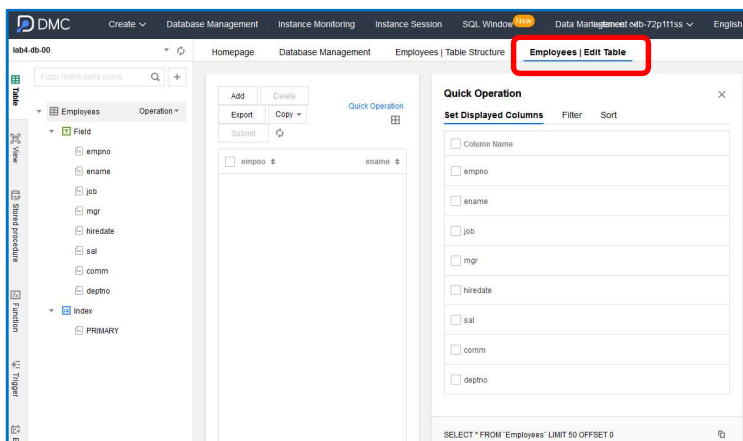 DMC Create Database Management Instance Monitoring Instance Session SQL Window New Data Management English
lab4-db-00
Homepage Database Management Employees | Table Structure Employees | Edit Table
Table
View
Stored procedure
Function
Trigger
Fuzzy match table name
Employees Operation
Field
empno
ename
job
mgr
hiredate
sal
comm
deptno
Index
PRIMARY
Add Delete
Export Copy
Submit
Quick Operation
empno ename
Quick Operation
Set Displayed Columns Filter Sort
Column Name
empno
ename
job
mgr
hiredate
sal
comm
deptno
SELECT * FROM `Employees` LIMIT 50 OFFSET 0